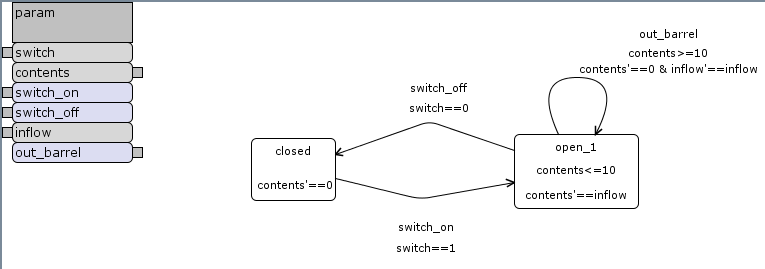 param
switch
contents
switch_on
switch_off
inflow
out_barrel
out_barrel
contents>=10
contents'==0 & inflow'==inflow
switch_off
switch==0
closed
contents'==0
open_1
contents<=10
contents'==inflow
switch_on
switch==1